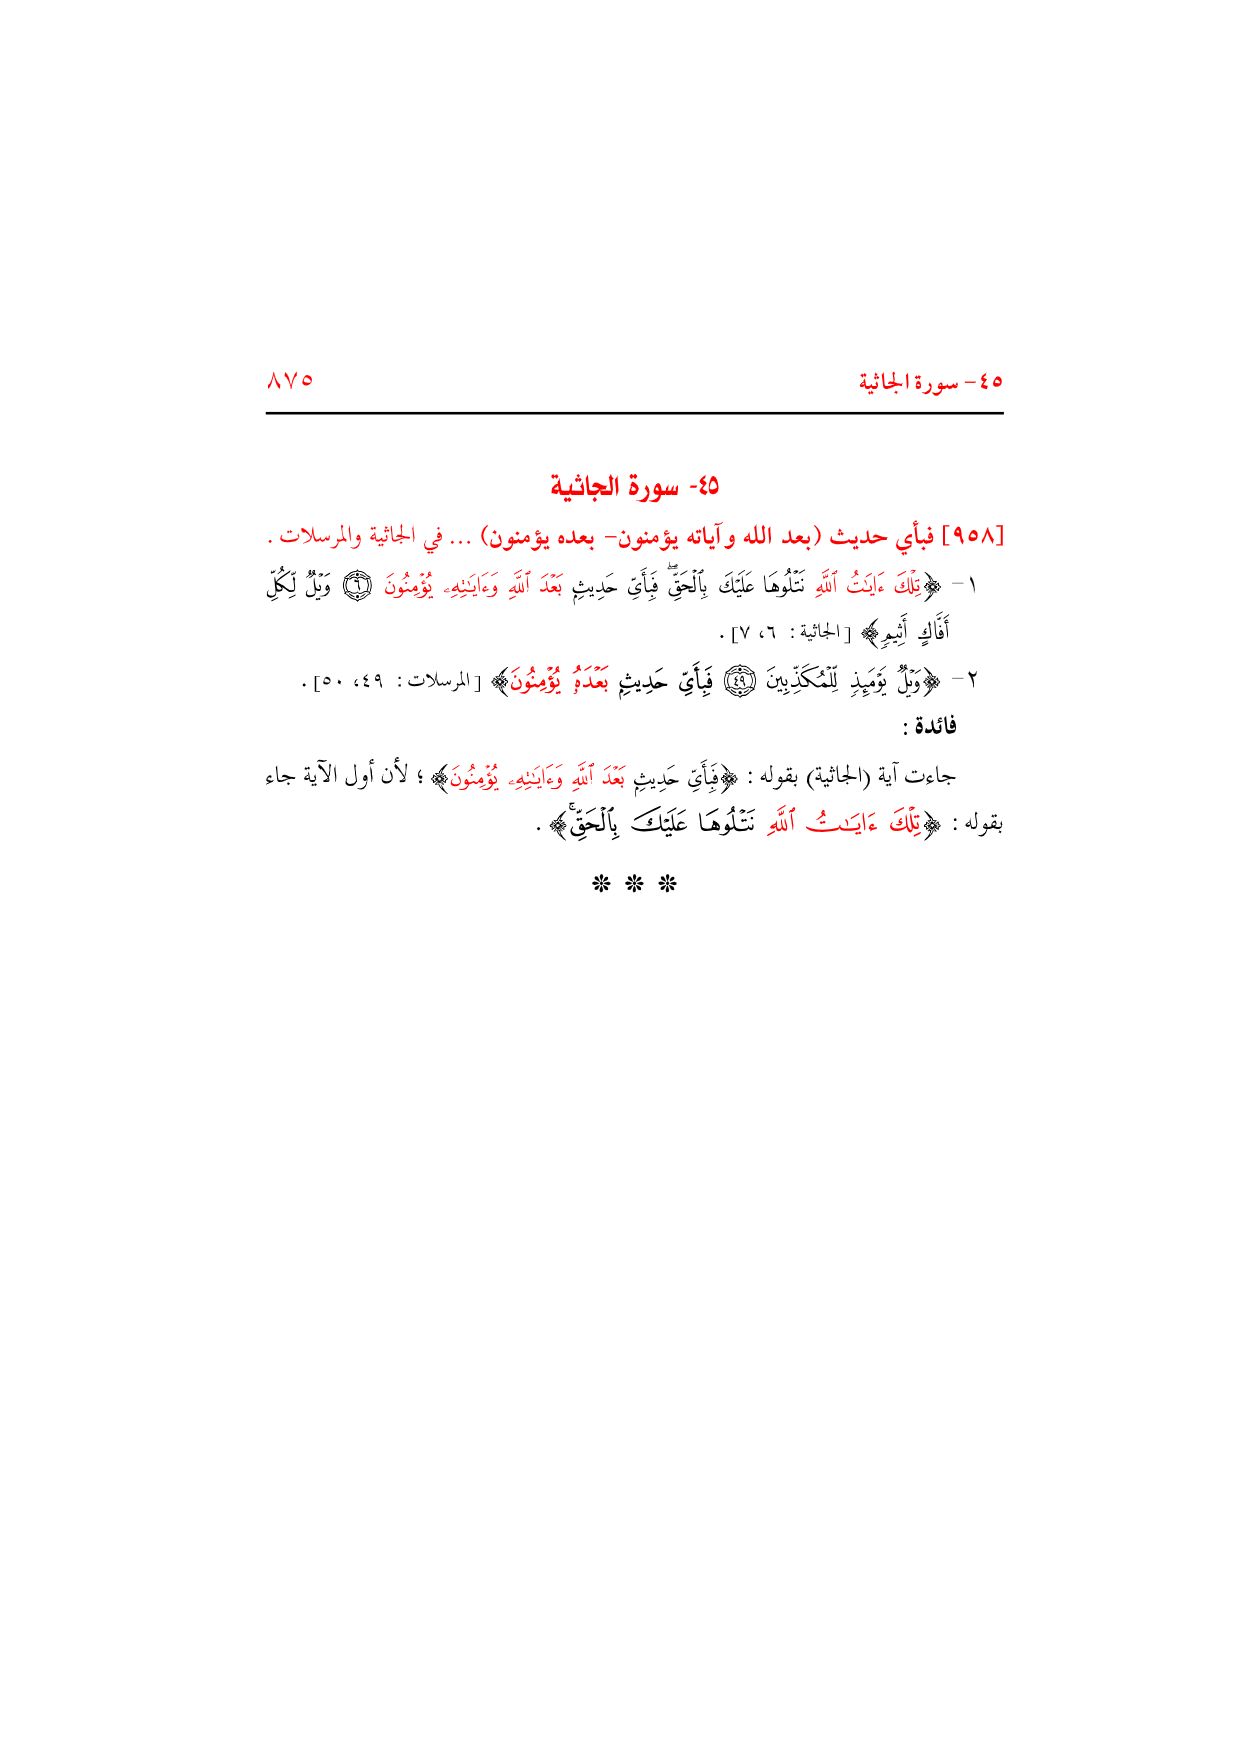 ٤٥- سورة الجاثية ٨٧٥
٤٥- سورة الجاثية
[٩٥٨] فبأي حديث (بعد الله وآياته يؤمنون- بعده يؤمنون) ... في الجاثية والمرسلات .
١- ﴿تِلْكَ ءَايَٰتُ ٱللَّهِ نَتْلُوهَا عَلَيْكَ بِٱلْحَقِّۖ فَبِأَىِّ حَدِيثٍۭ بَعْدَ ٱللَّهِ وَءَايَٰتِهِۦ يُؤْمِنُونَ ۝٦ وَيْلٌ لِّكُلِّ
أَفَّاكٍ أَثِيمٍ﴾ [الجاثية : ٦، ٧] .
٢- ﴿وَيْلٌ يَوْمَئِذٍ لِّلْمُكَذِّبِينَ ۝٤٩ فَبِأَىِّ حَدِيثٍۭ بَعْدَهُۥ يُؤْمِنُونَ﴾ [المرسلات : ٤٩، ٥٠] .
فائدة :
جاءت آية (الجاثية) بقوله : ﴿فَبِأَىِّ حَدِيثٍۭ بَعْدَ ٱللَّهِ وَءَايَٰتِهِۦ يُؤْمِنُونَ﴾ ؛ لأن أول الآية جاء
بقوله : ﴿تِلْكَ ءَايَٰتُ ٱللَّهِ نَتْلُوهَا عَلَيْكَ بِٱلْحَقِّۚ﴾ .